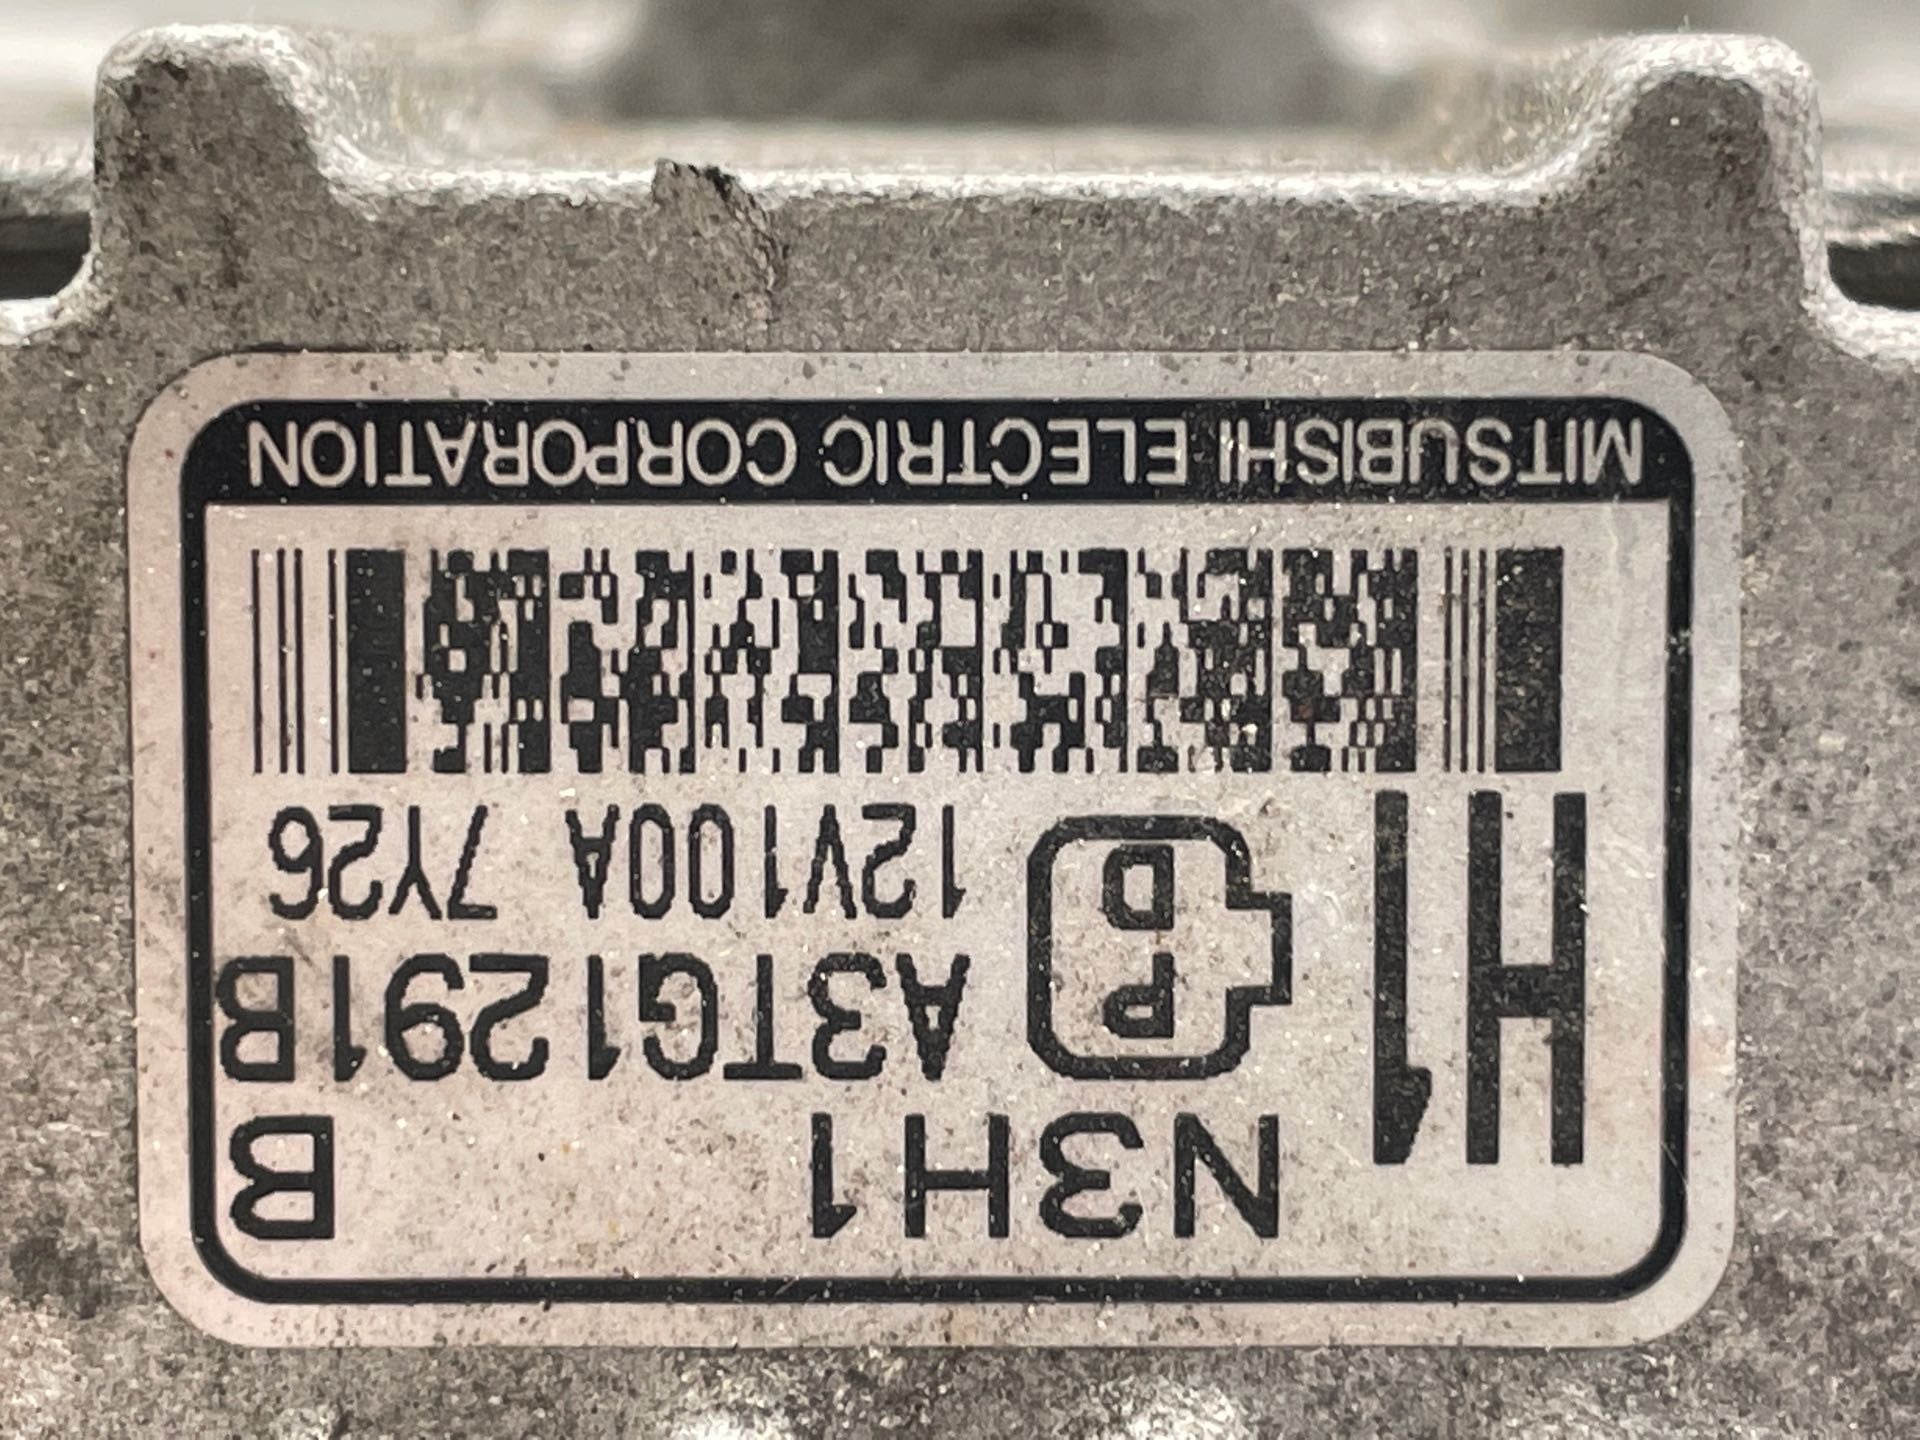 H1
N3H1 B
P
D
A3TG1291B
12V100A 7Y26
MITSUBISHI ELECTRIC CORPORATION